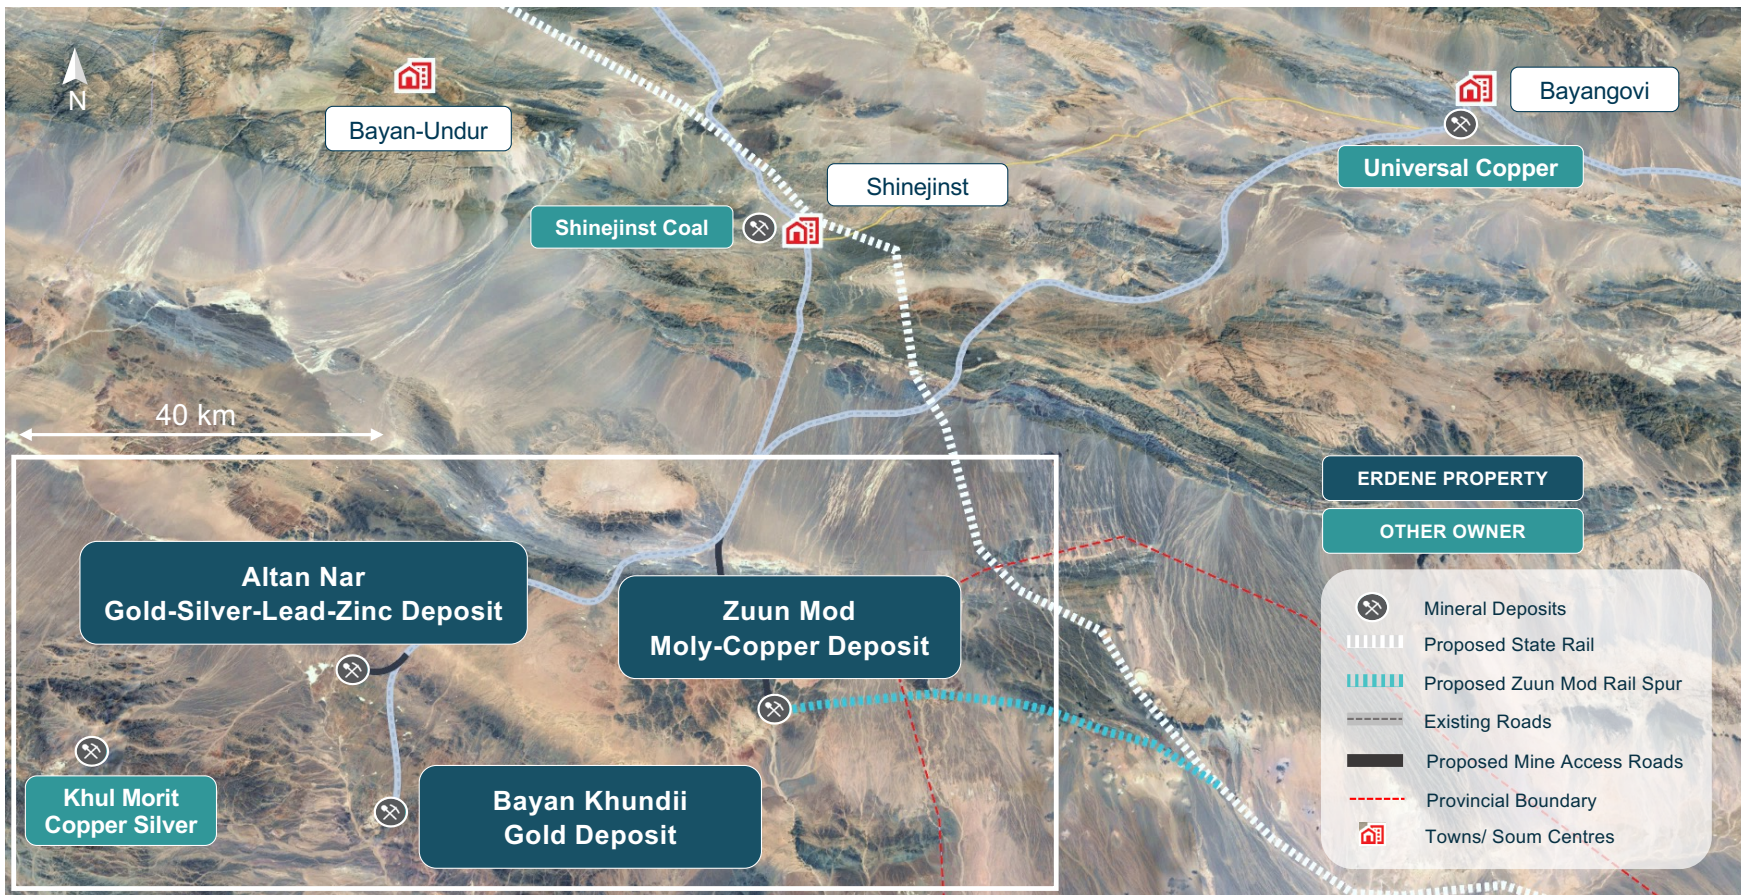 N
Bayan-Undur
Bayangovi
Universal Copper
Shinejinst
Shinejinst Coal
40 km
ERDENE PROPERTY
OTHER OWNER
Altan Nar
Gold-Silver-Lead-Zinc Deposit
Zuun Mod
Moly-Copper Deposit
Khul Morit
Copper Silver
Bayan Khundii
Gold Deposit
Mineral Deposits
Proposed State Rail
Proposed Zuun Mod Rail Spur
Existing Roads
Proposed Mine Access Roads
Provincial Boundary
Towns/ Soum Centres